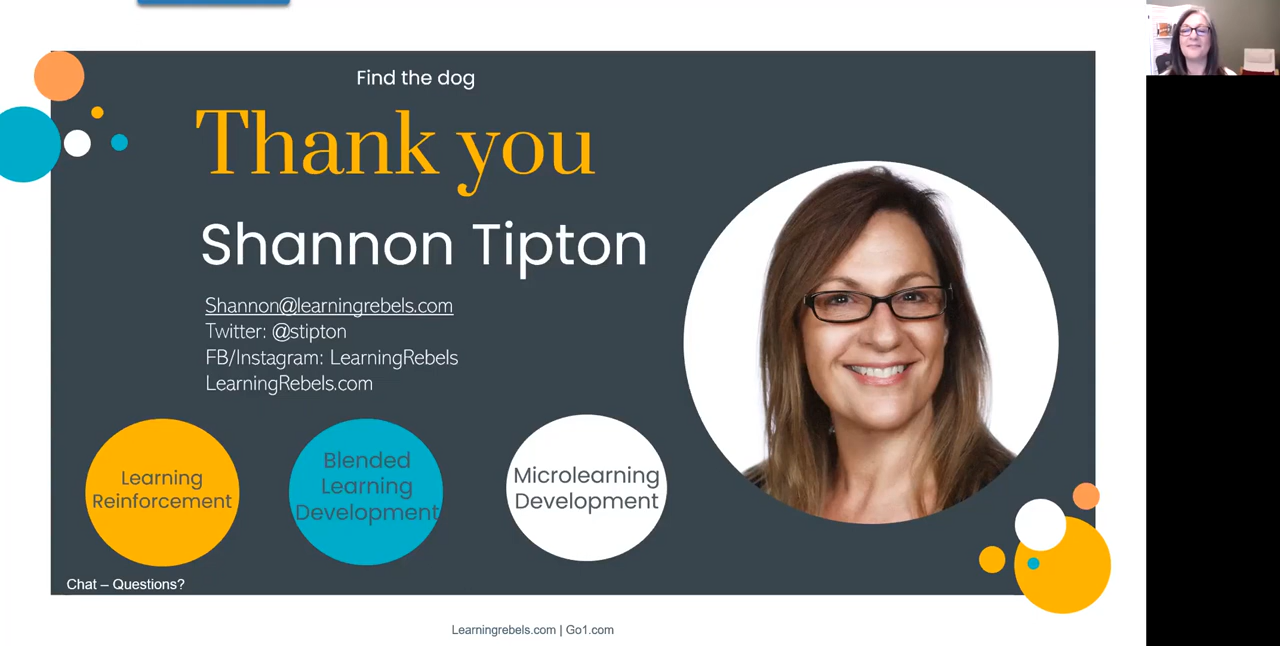 Find the dog
Thank you
Shannon Tipton
Shannon@learningrebels.com
Twitter: @stipton
FB/Instagram: LearningRebels
LearningRebels.com
Learning
Reinforcement
Blended
Learning
Development
Microlearning
Development
Chat – Questions?
Learningrebels.com | Go1.com